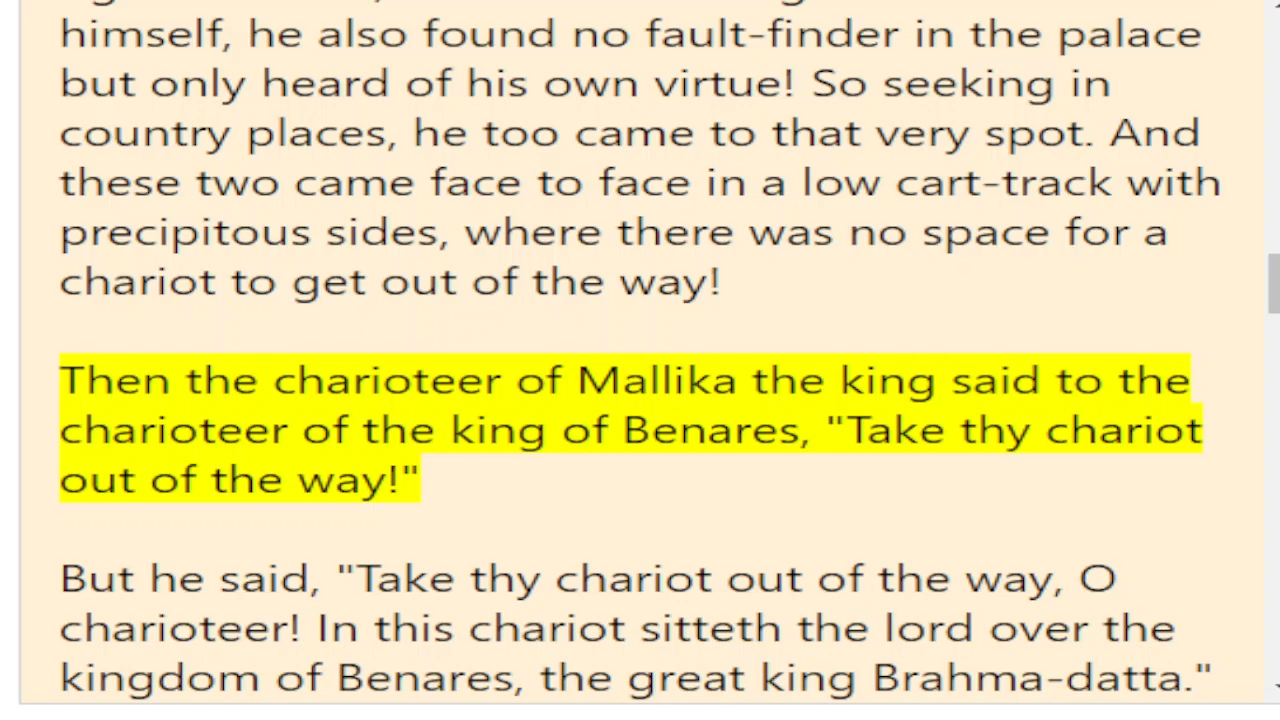 himself, he also found no fault-finder in the palace
but only heard of his own virtue! So seeking in
country places, he too came to that very spot. And
these two came face to face in a low cart-track with
precipitous sides, where there was no space for a
chariot to get out of the way!
Then the charioteer of Mallika the king said to the
charioteer of the king of Benares, "Take thy chariot
out of the way!"
But he said, "Take thy chariot out of the way, O
charioteer! In this chariot sitteth the lord over the
kingdom of Benares, the great king Brahma-datta."